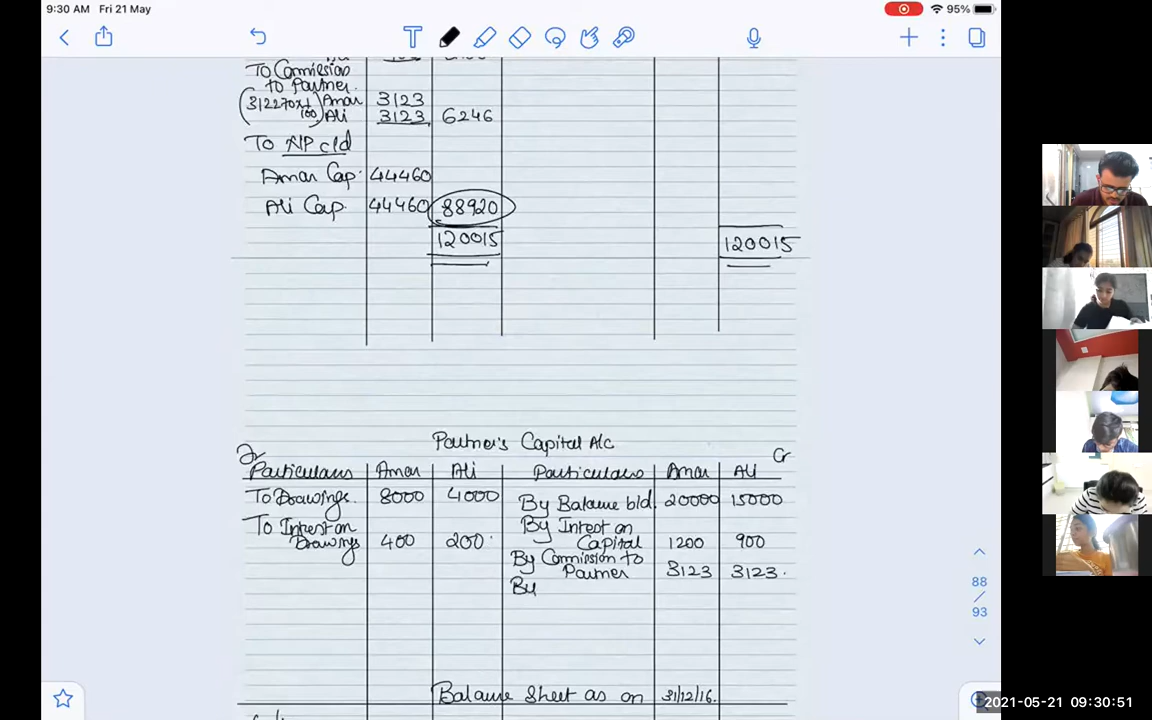 9:30 AM Fri 21 May
95%
To Commission
to Partner
(312270x1 Amar 3123
100) Ali 3123 6246
To NP c/d
Amar Cap. 44460
Ali Cap. 44460 88920
120015 120015
Partner's Capital A/c
Dr Cr
Particulars Amar Ali Particulars Amar Ali
To Drawings 8000 4000 By Balance b/d. 20000 15000
To Interest on By Intest on
Drawings 400 200 Capital 1200 900
By Commission to
Partner 3123 3123
By
Balance Sheet as on 31/12/16.
88
/
93
2021-05-21 09:30:51